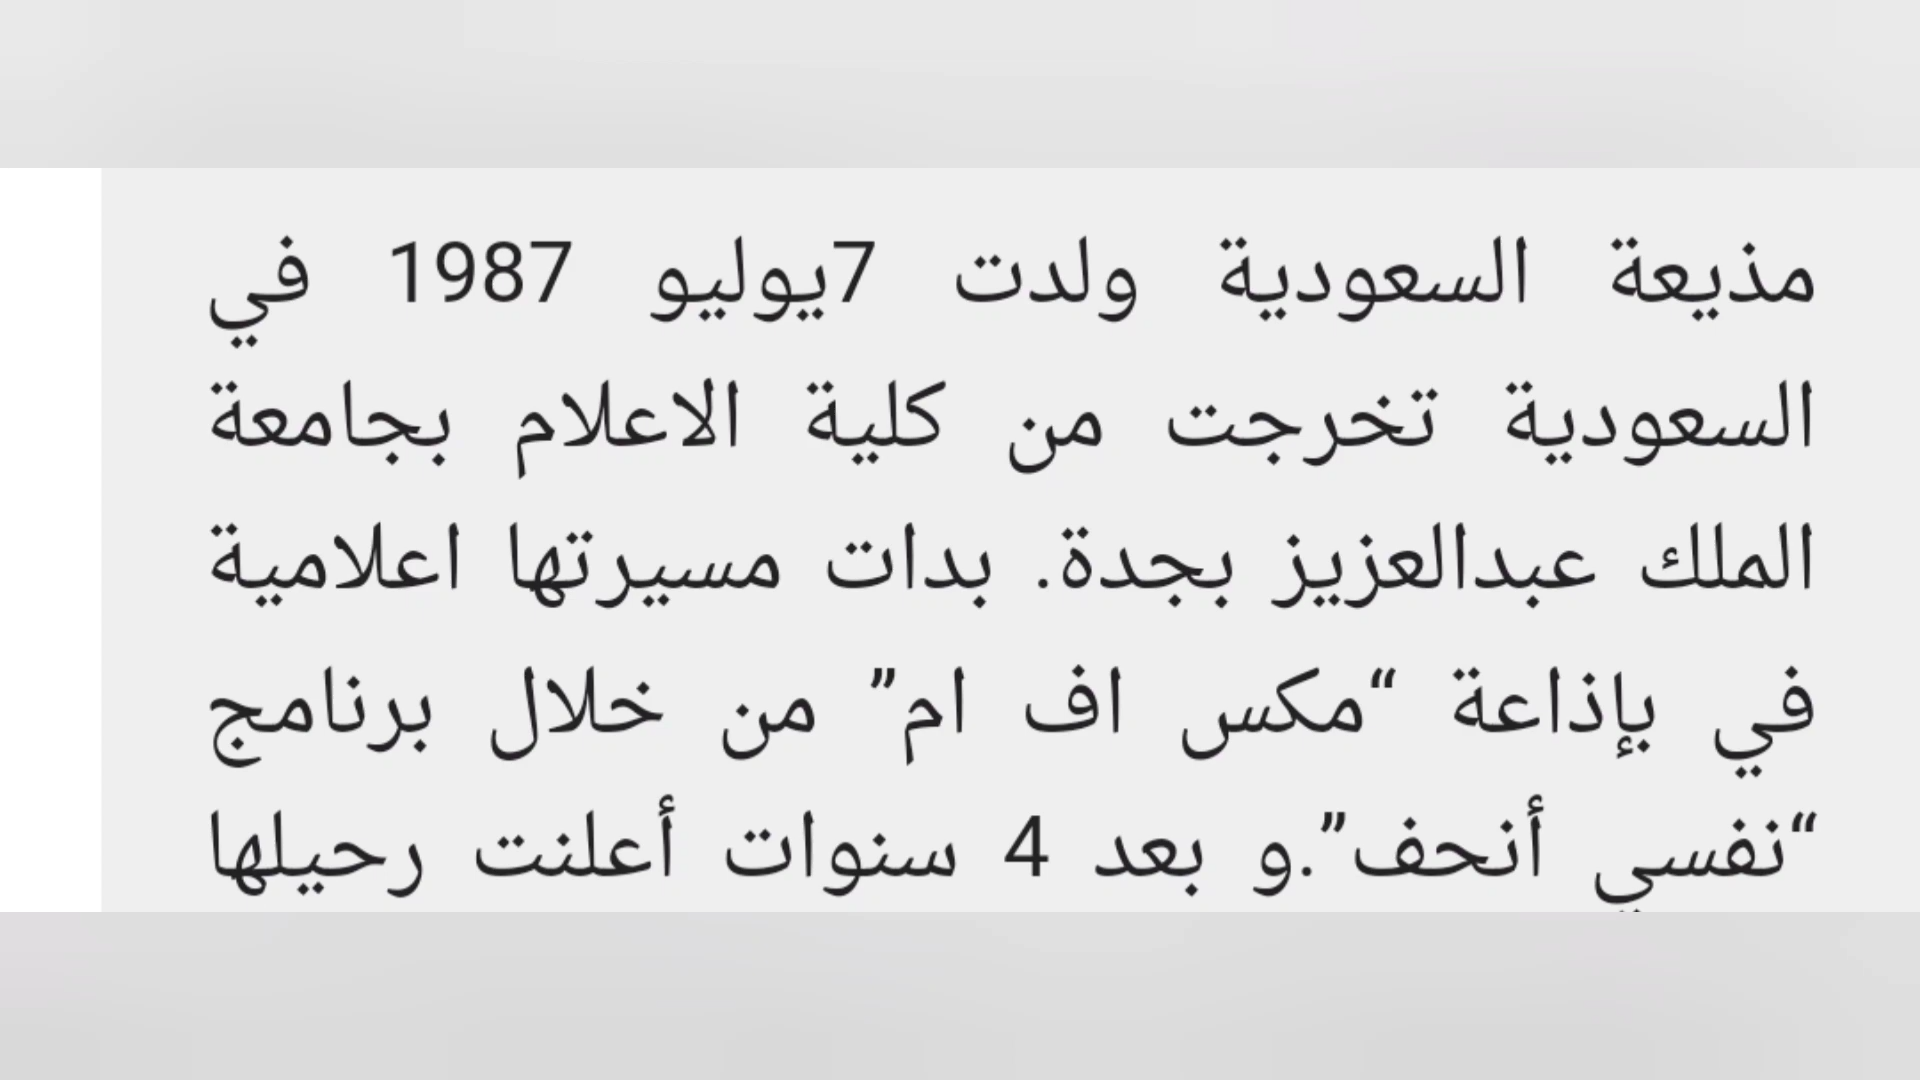 مذيعة السعودية ولدت 7يوليو 1987 في
السعودية تخرجت من كلية الاعلام بجامعة
الملك عبدالعزيز بجدة. بدات مسيرتها اعلامية
في بإذاعة “مكس اف ام” من خلال برنامج
“نفسي أنحف”.و بعد 4 سنوات أعلنت رحيلها